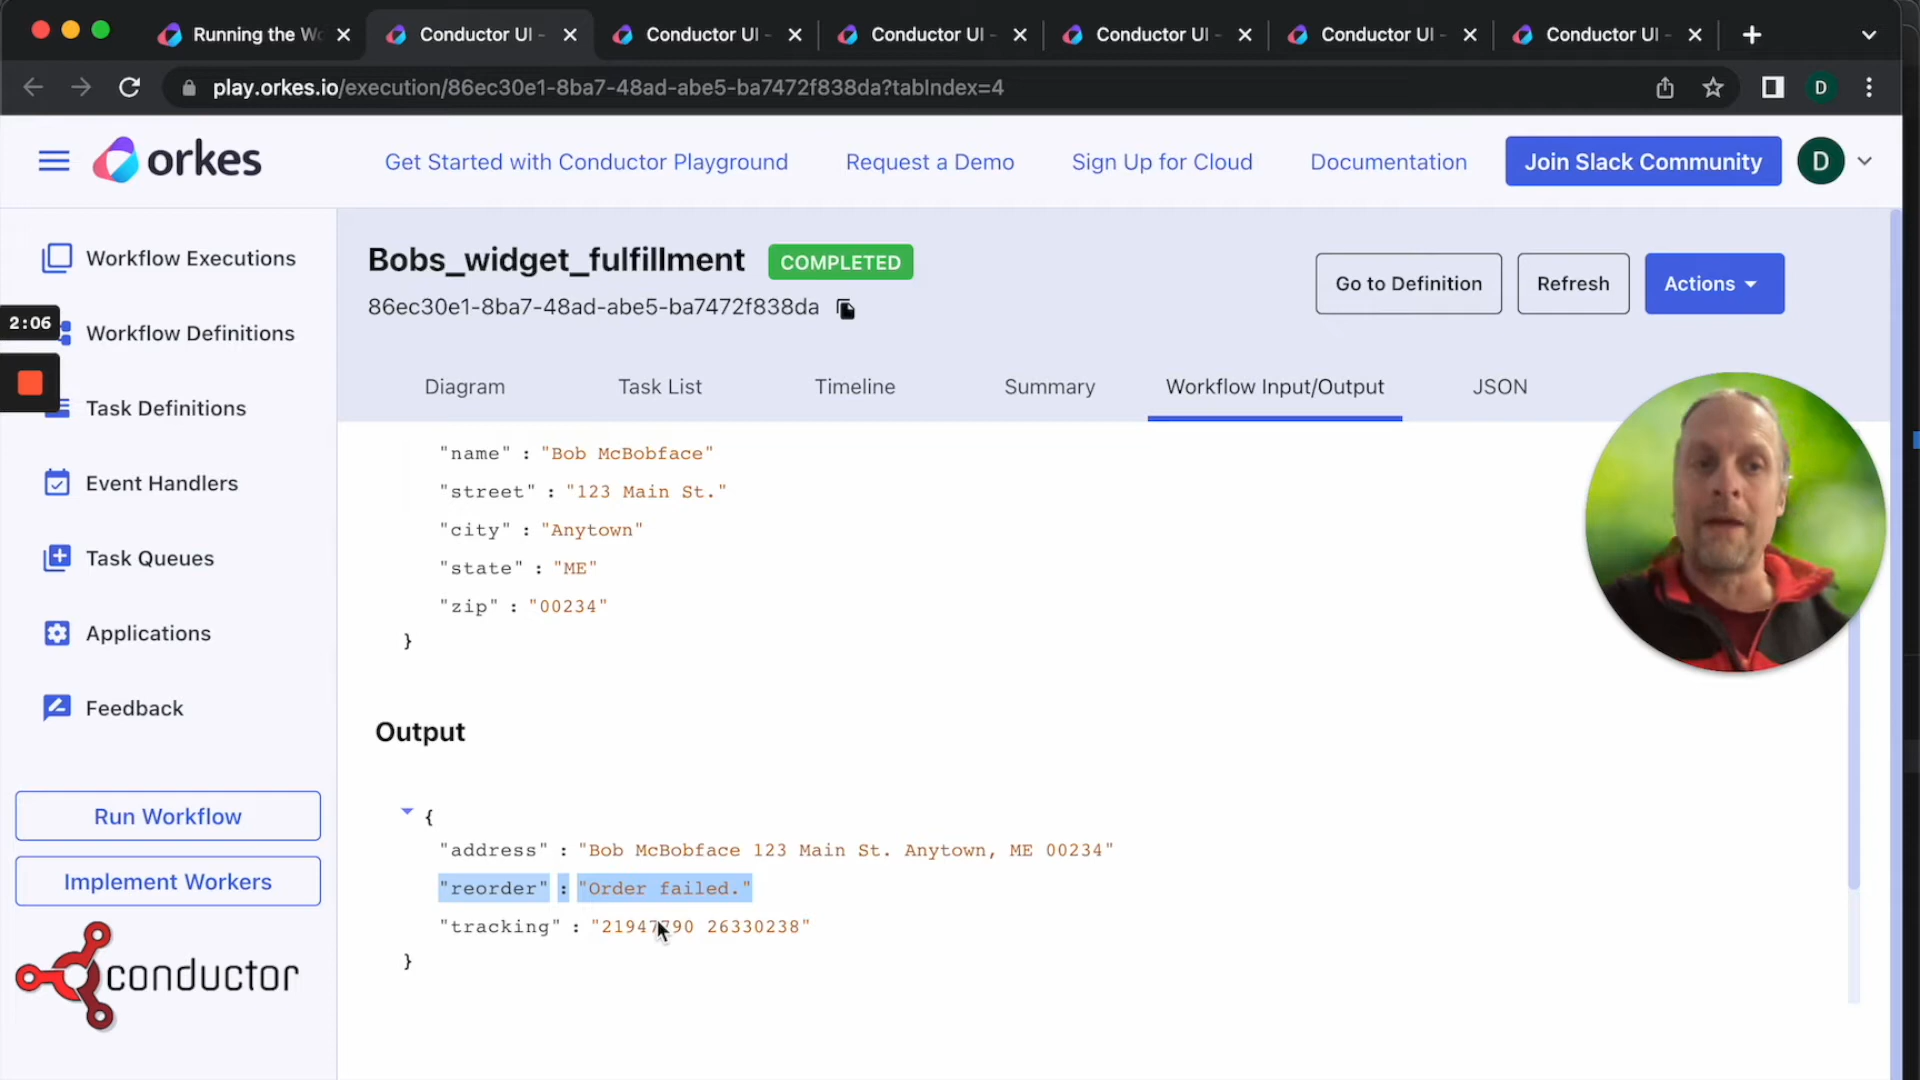 Running the Wo
Conductor UI -
Conductor UI -
Conductor UI -
Conductor UI -
Conductor UI -
Conductor UI -
play.orkes.io/execution/86ec30e1-8ba7-48ad-abe5-ba7472f838da?tabIndex=4
D
orkes
Get Started with Conductor Playground
Request a Demo
Sign Up for Cloud
Documentation
Join Slack Community
D
Workflow Executions
2:06
Workflow Definitions
Task Definitions
Event Handlers
Task Queues
Applications
Feedback
Run Workflow
Implement Workers
conductor
Bobs_widget_fulfillment
COMPLETED
86ec30e1-8ba7-48ad-abe5-ba7472f838da
Go to Definition
Refresh
Actions
Diagram
Task List
Timeline
Summary
Workflow Input/Output
JSON
"name" : "Bob McBobface"
"street" : "123 Main St."
"city" : "Anytown"
"state" : "ME"
"zip" : "00234"
}
Output
{
"address" : "Bob McBobface 123 Main St. Anytown, ME 00234"
"reorder" : "Order failed."
"tracking" : "21947790 26330238"
}